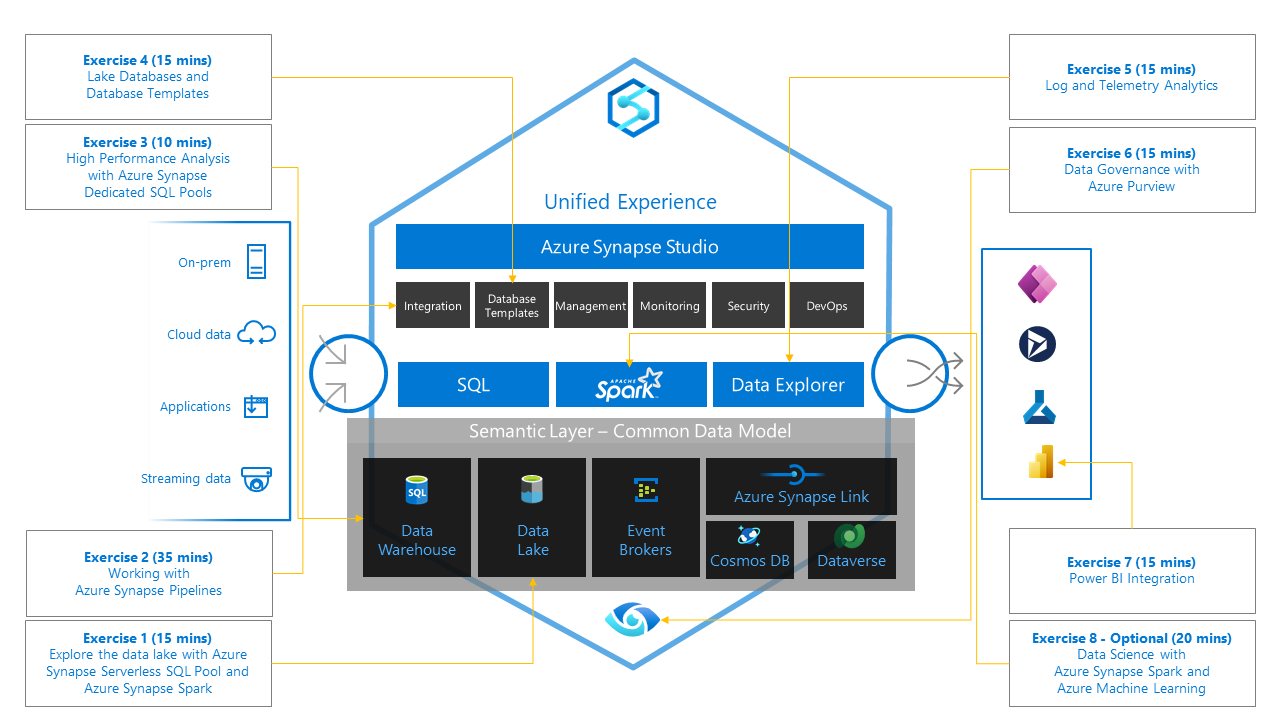 Exercise 4 (15 mins)
Lake Databases and
Database Templates
Exercise 3 (10 mins)
High Performance Analysis
with Azure Synapse
Dedicated SQL Pools
On-prem
Cloud data
Applications
Streaming data
Exercise 2 (35 mins)
Working with
Azure Synapse Pipelines
Exercise 1 (15 mins)
Explore the data lake with Azure
Synapse Serverless SQL Pool and
Azure Synapse Spark
Unified Experience
Azure Synapse Studio
Integration
Database
Templates
Management
Monitoring
Security
DevOps
SQL
APACHE
Spark
Data Explorer
Semantic Layer – Common Data Model
SQL
Data
Warehouse
Data
Lake
Event
Brokers
Azure Synapse Link
Cosmos DB
Dataverse
Exercise 5 (15 mins)
Log and Telemetry Analytics
Exercise 6 (15 mins)
Data Governance with
Azure Purview
Exercise 7 (15 mins)
Power BI Integration
Exercise 8 - Optional (20 mins)
Data Science with
Azure Synapse Spark and
Azure Machine Learning